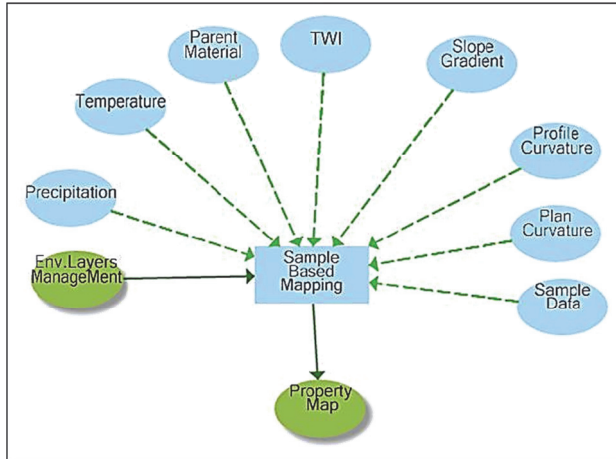 TWI
Parent
Material
Slope
Gradient
Temperature
Profile
Curvature
Precipitation
Plan
Curvature
Env.Layers
ManageMent
Sample
Based
Mapping
Sample
Data
Property
Map